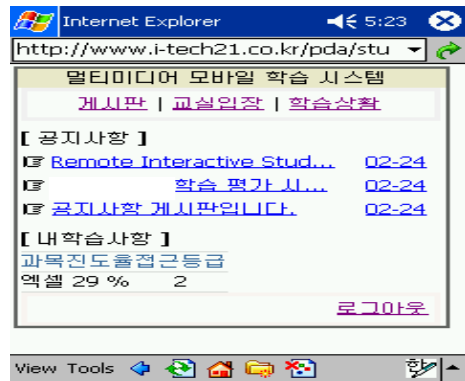 Internet Explorer 5:23
http://www.i-tech21.co.kr/pda/stu
멀티미디어 모바일 학습 시스템
게시판 | 교실입장 | 학습상황
[ 공지사항 ]
☞ Remote Interactive Stud... 02-24
☞ 학습 평가 시... 02-24
☞ 공지사항 게시판입니다. 02-24
[ 내학습사항 ]
과목진도율접근등급
엑셀 29 % 2
로그아웃
View Tools 한